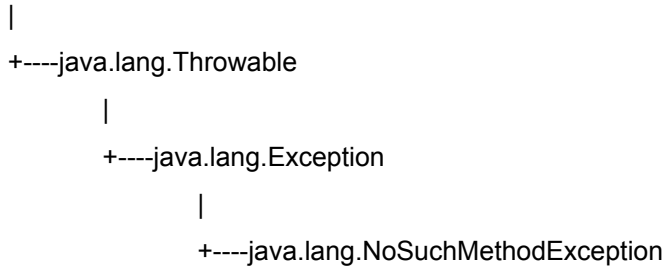 |
+----java.lang.Throwable
|
+----java.lang.Exception
|
+----java.lang.NoSuchMethodException